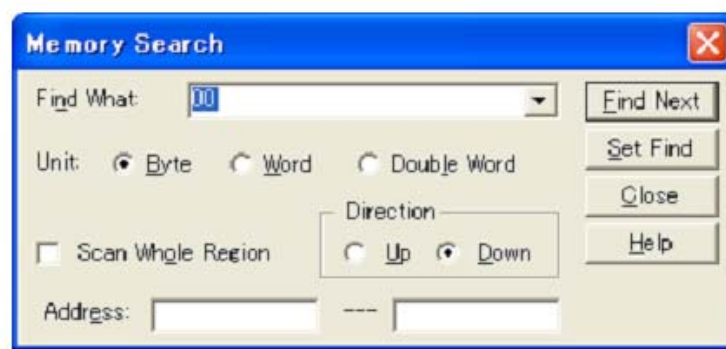 Memory Search
Find What: 00
Find Next
Unit: Byte Word Double Word
Set Find
Direction
Close
Scan Whole Region Up Down
Help
Address: ---